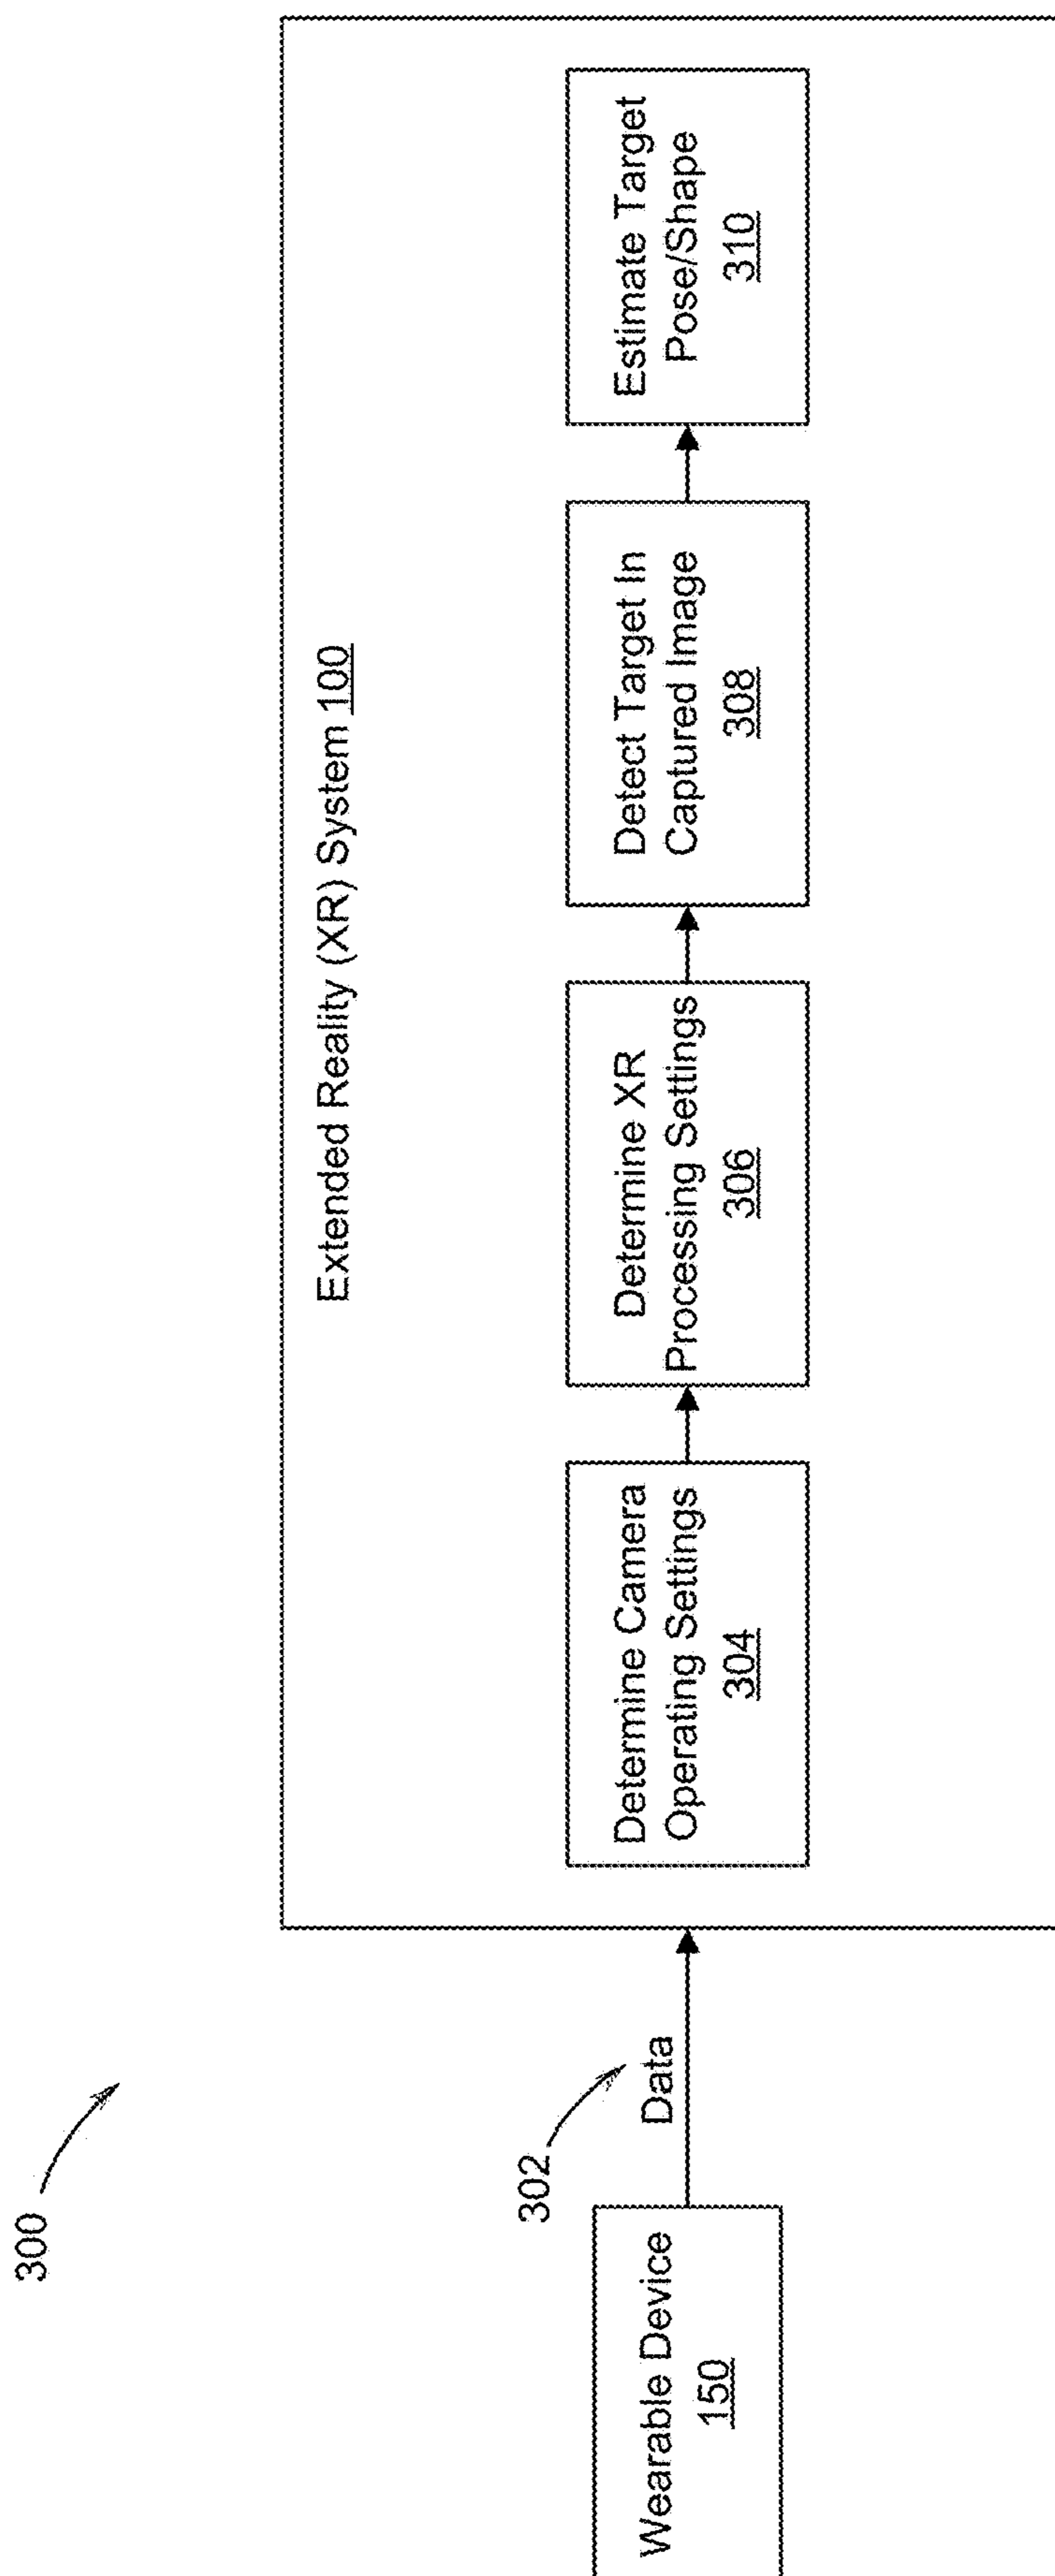 300
Extended Reality (XR) System 100
302
Data
Wearable Device
150
Determine Camera
Operating Settings
304
Determine XR
Processing Settings
306
Detect Target In
Captured Image
308
Estimate Target
Pose/Shape
310